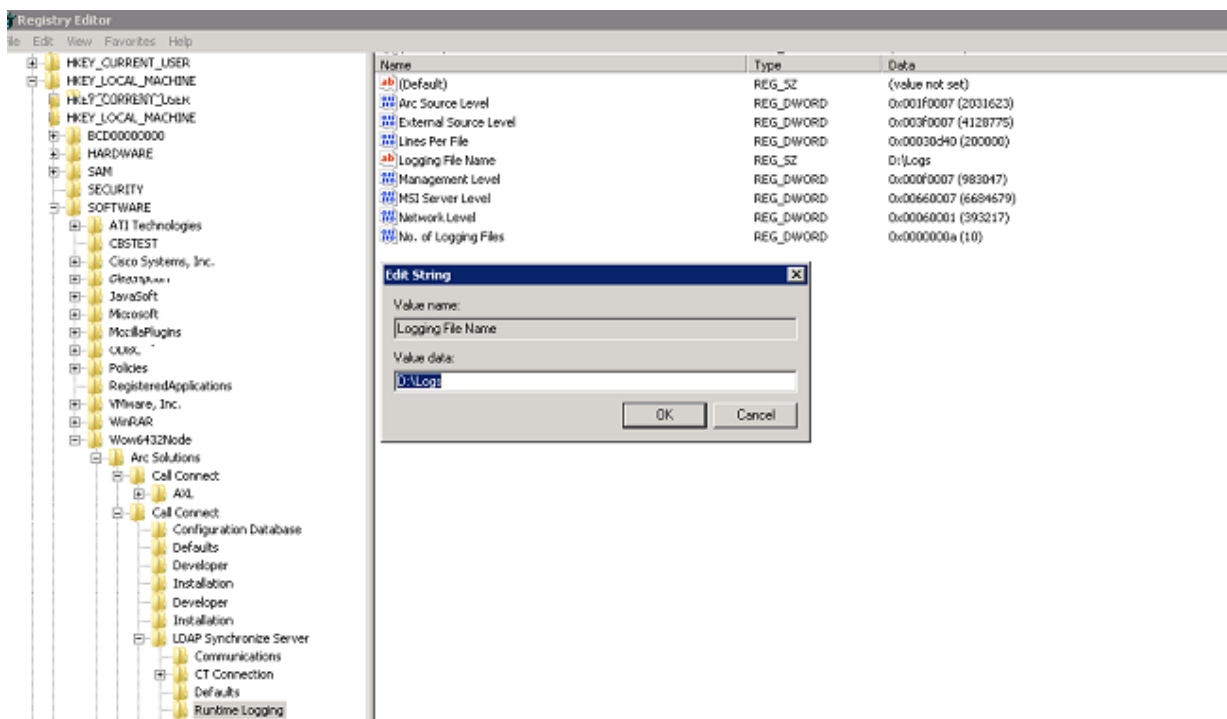 Registry Editor
Edit View Favorites Help
HKEY_CURRENT_USER
HKEY_LOCAL_MACHINE
HKEY_CURRENT_USER
HKEY_LOCAL_MACHINE
BCD00000000
HARDWARE
SAM
SECURITY
SOFTWARE
ATI Technologies
CBSTEST
Cisco Systems, Inc.
JavaSoft
Microsoft
MozillaPlugins
ODBC
Policies
RegisteredApplications
VMware, Inc.
WinRAR
Wow6432Node
Arc Solutions
Call Connect
AXL
Call Connect
Configuration Database
Defaults
Developer
Installation
Developer
Installation
LDAP Synchronize Server
Communications
CT Connection
Defaults
Runtime Logging
Name Type Data
(Default) REG_SZ (value not set)
Arc Source Level REG_DWORD 0x001f0007 (2031623)
External Source Level REG_DWORD 0x003f0007 (4128775)
Lines Per File REG_DWORD 0x00030d40 (200000)
Logging File Name REG_SZ D:\Logs
Management Level REG_DWORD 0x000f0007 (983047)
MSI Server Level REG_DWORD 0x00660007 (6684679)
Network Level REG_DWORD 0x00060001 (393217)
No. of Logging Files REG_DWORD 0x0000000a (10)
Edit String
Value name:
Logging File Name
Value data:
D:\Logs
OK Cancel